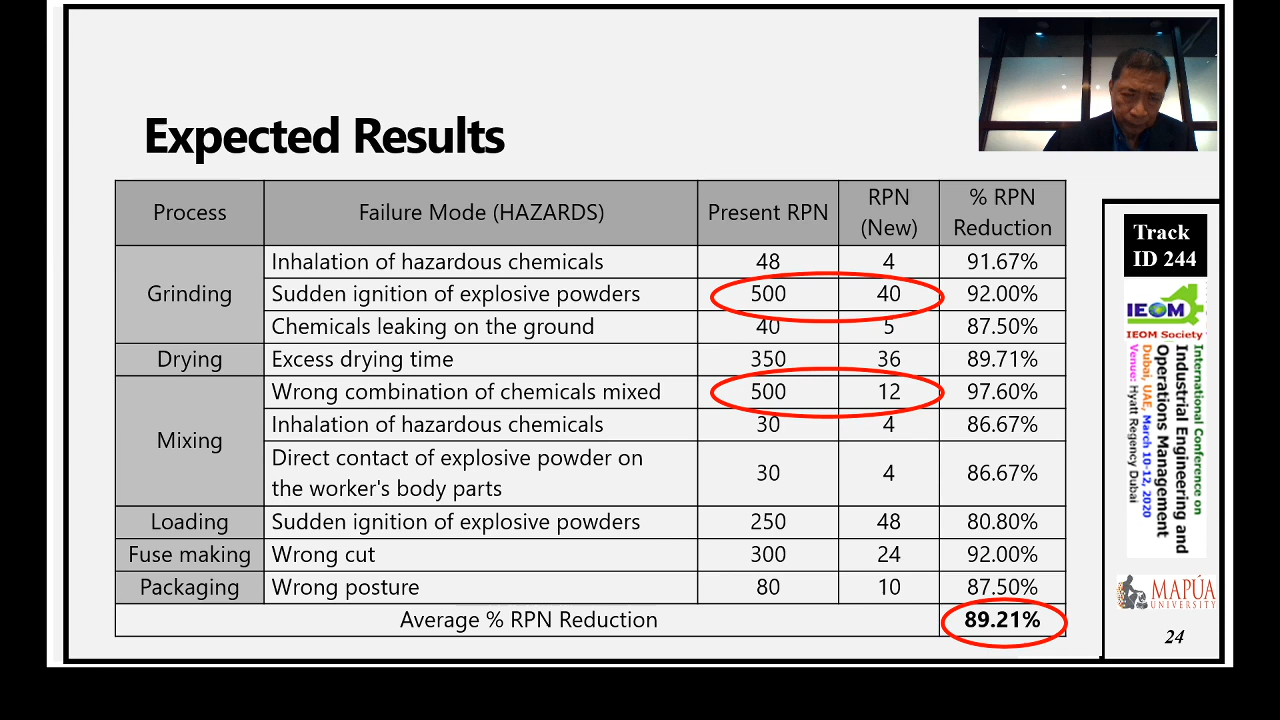 Expected Results
Process Failure Mode (HAZARDS) Present RPN RPN (New) % RPN Reduction
Grinding Inhalation of hazardous chemicals 48 4 91.67%
Sudden ignition of explosive powders 500 40 92.00%
Chemicals leaking on the ground 40 5 87.50%
Drying Excess drying time 350 36 89.71%
Mixing Wrong combination of chemicals mixed 500 12 97.60%
Inhalation of hazardous chemicals 30 4 86.67%
Direct contact of explosive powder on
the worker's body parts 30 4 86.67%
Loading Sudden ignition of explosive powders 250 48 80.80%
Fuse making Wrong cut 300 24 92.00%
Packaging Wrong posture 80 10 87.50%
Average % RPN Reduction 89.21%
Track
ID 244
IEOM
IEOM Society
International Conference on
Industrial Engineering and
Operations Management
Dubai, UAE, March 10-12, 2020
Venue: Hyatt Regency Dubai
MAPÚA
UNIVERSITY
24